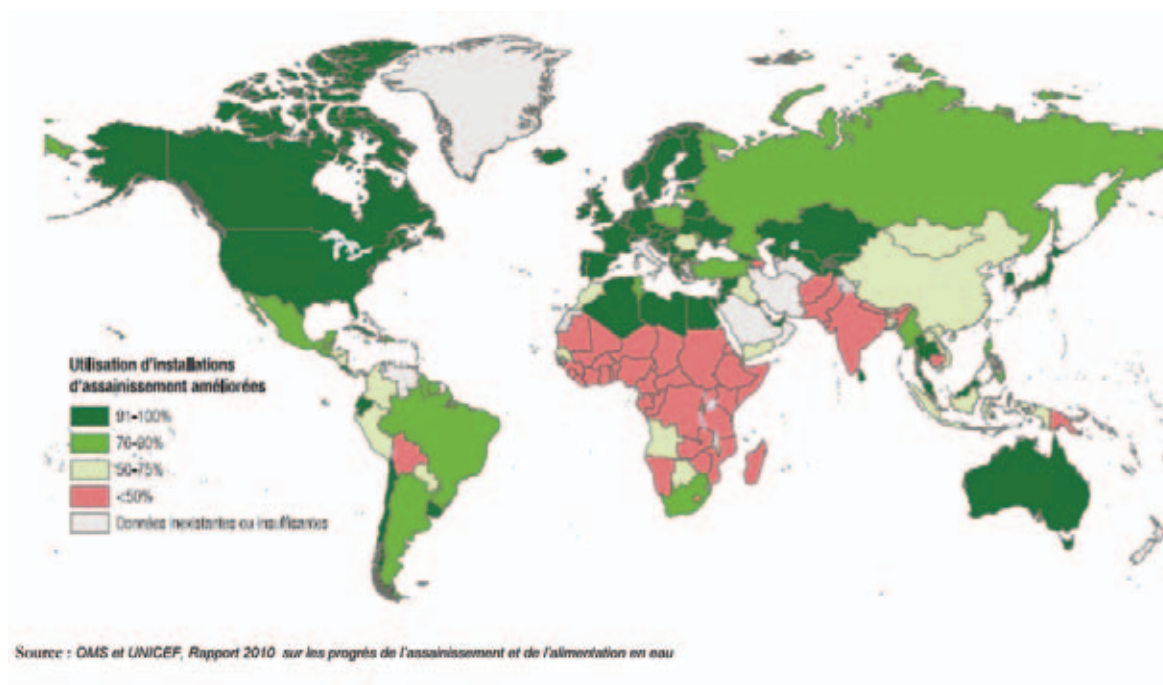 Utilisation d'installations
d'assainissement améliorées
91-100%
76-90%
50-75%
<50%
Données inexistantes ou insuffisantes
Source : OMS et UNICEF, Rapport 2010 sur les progrès de l'assainissement et de l'alimentation en eau